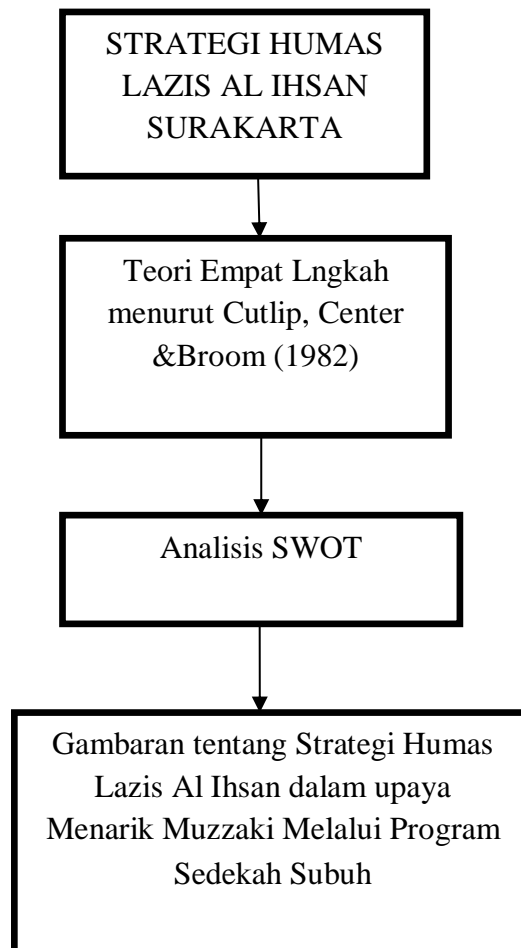 STRATEGI HUMAS
LAZIS AL IHSAN
SURAKARTA
Teori Empat Lngkah
menurut Cutlip, Center
&Broom (1982)
Analisis SWOT
Gambaran tentang Strategi Humas
Lazis Al Ihsan dalam upaya
Menarik Muzzaki Melalui Program
Sedekah Subuh